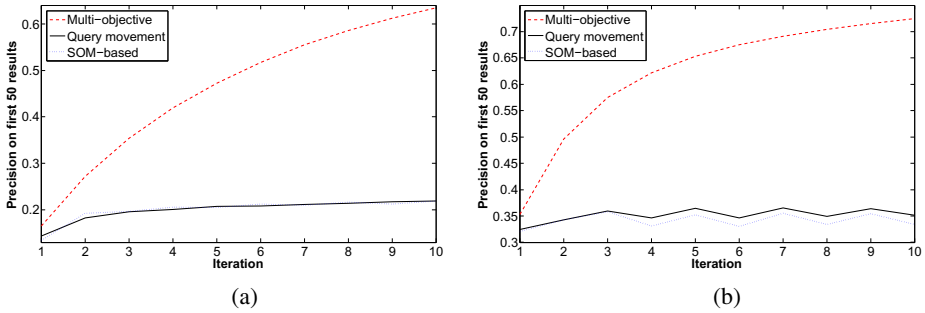 0.6
0.5
0.4
0.3
0.2
Precision on first 50 results
Multi-objective
Query movement
SOM-based
1 2 3 4 5 6 7 8 9 10
Iteration
(a)
0.7
0.65
0.6
0.55
0.5
0.45
0.4
0.35
0.3
Precision on first 50 results
Multi-objective
Query movement
SOM-based
1 2 3 4 5 6 7 8 9 10
Iteration
(b)